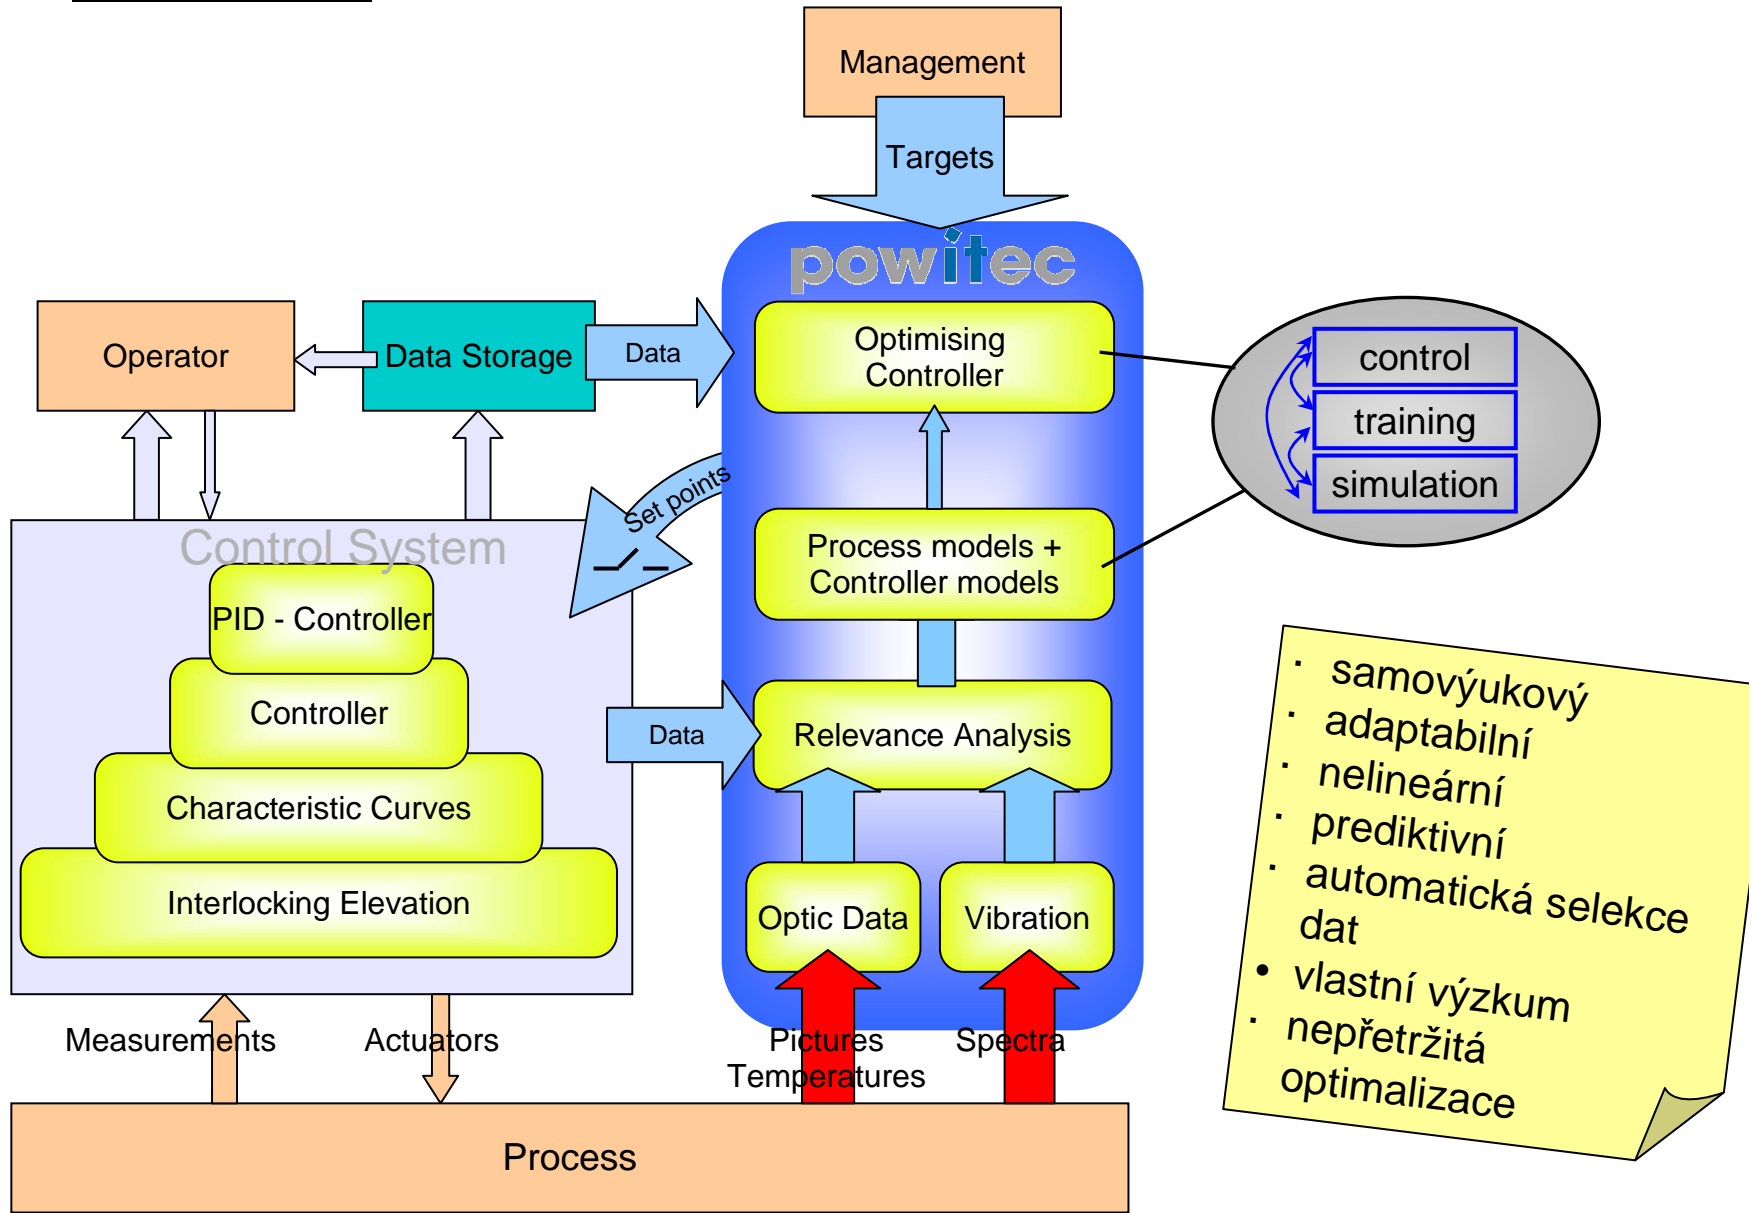 Management
Targets
powitec
Operator
Data Storage
Data
Optimising
Controller
control
training
simulation
Set points
Control System
PID - Controller
Controller
Characteristic Curves
Interlocking Elevation
Process models +
Controller models
Data
Relevance Analysis
Optic Data
Vibration
Measurements
Actuators
Pictures
Temperatures
Spectra
Process
· samovýukový
· adaptabilní
· nelineární
· prediktivní
· automatická selekce
dat
• vlastní výzkum
· nepřetržitá
optimalizace